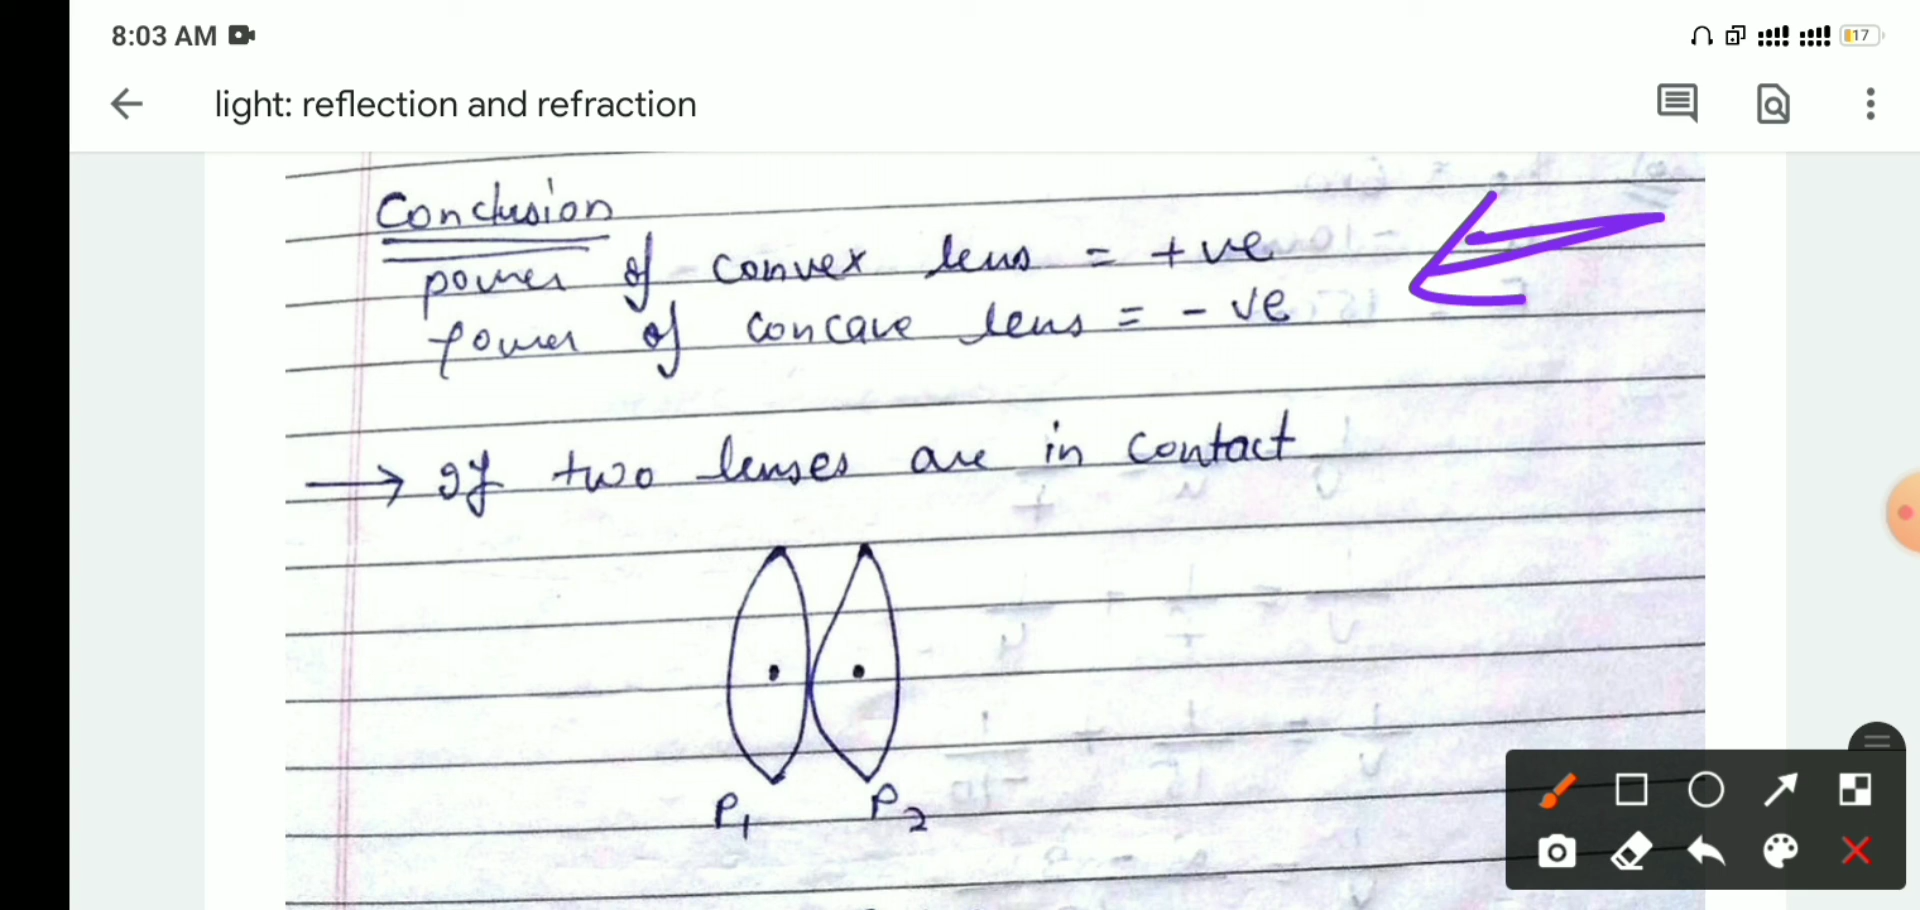 8:03 AM
17
light: reflection and refraction
Conclusion
power of convex lens = +ve
power of concave lens = - ve
→ If two lenses are in contact
P1 P2